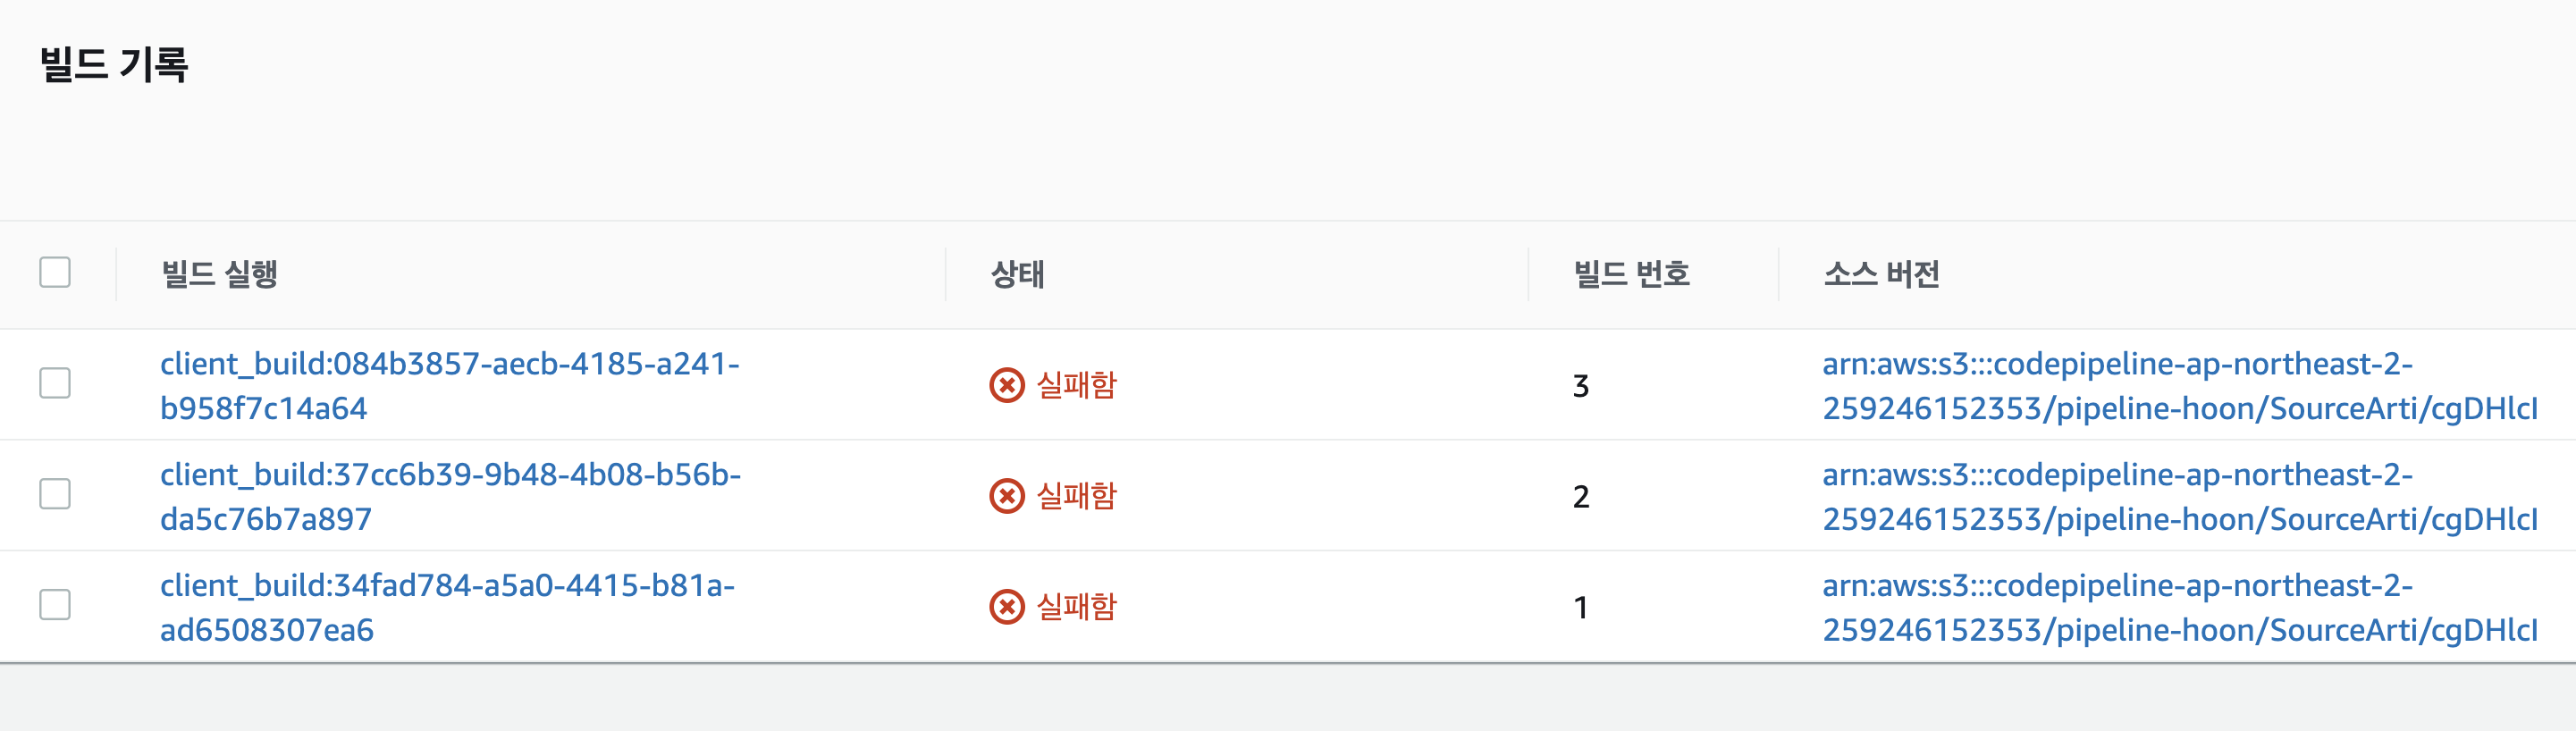 빌드 기록
빌드 실행 상태 빌드 번호 소스 버전
client_build:084b3857-aecb-4185-a241-
b958f7c14a64
실패함
3
arn:aws:s3:::codepipeline-ap-northeast-2-
259246152353/pipeline-hoon/SourceArti/cgDHlcI
client_build:37cc6b39-9b48-4b08-b56b-
da5c76b7a897
실패함
2
arn:aws:s3:::codepipeline-ap-northeast-2-
259246152353/pipeline-hoon/SourceArti/cgDHlcI
client_build:34fad784-a5a0-4415-b81a-
ad6508307ea6
실패함
1
arn:aws:s3:::codepipeline-ap-northeast-2-
259246152353/pipeline-hoon/SourceArti/cgDHlcI